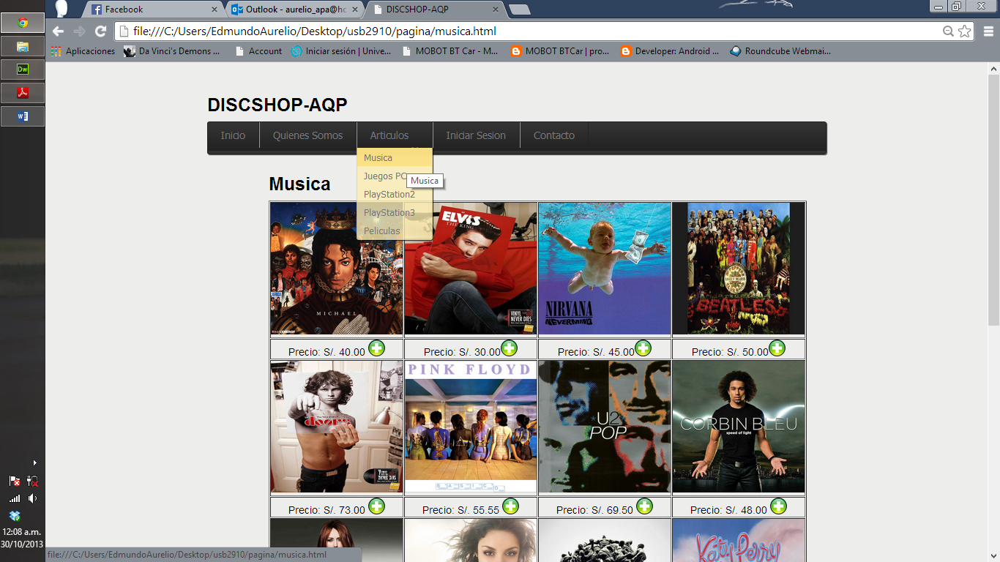 Facebook
Outlook - aurelio_apa@hc
DISCSHOP-AQP
file:///C:/Users/EdmundoAurelio/Desktop/usb2910/pagina/musica.html
Aplicaciones
Da Vinci's Demons ...
Account
Iniciar sesión | Unive...
MOBOT BT Car - M...
MOBOT BTCar | pro...
Developer: Android ...
Roundcube Webmai...
DISCSHOP-AQP
Inicio
Quienes Somos
Articulos
Iniciar Sesion
Contacto
Musica
Juegos PC
Musica
PlayStation2
PlayStation3
Peliculas
Musica
MICHAEL
ELVIS
THE KING
VINYL
NEVER DIES
NIRVANA
NEVERMIND
LONELY HEARTS
BEATLES
Precio: S/. 40.00
Precio: S/. 30.00
Precio: S/. 45.00
Precio: S/. 50.00
doors
VINYL
NEVER DIES
PINK FLOYD
U2
POP
CORBIN BLEU
speed of light
Precio: S/. 73.00
Precio: S/. 55.55
Precio: S/. 69.50
Precio: S/. 48.00
Katy Perry
Dw
12:08 a.m.
30/10/2013
file:///C:/Users/EdmundoAurelio/Desktop/usb2910/pagina/musica.html